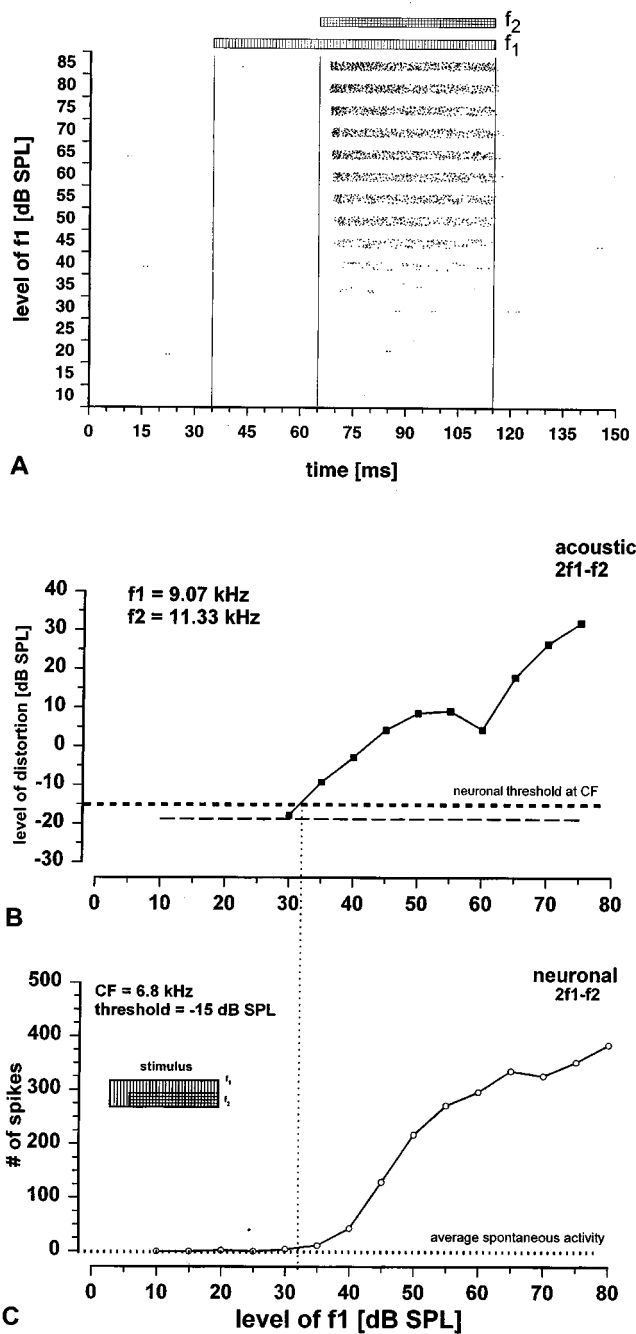 f2
f1
level of f1 [dB SPL]
85
80
75
70
65
60
55
50
45
40
35
30
20
15
10
0 15 30 45 60 75 90 105 120 135 150
time [ms]
A
acoustic
2f1-f2
f1 = 9.07 kHz
f2 = 11.33 kHz
level of distortion [dB SPL]
40
30
20
10
0
-10
-20
-30
neuronal threshold at CF
0 10 20 30 40 50 60 70 80
B
neuronal
2f1-f2
CF = 6.8 kHz
threshold = -15 dB SPL
stimulus
f1
f2
# of spikes
500
400
300
200
100
0
average spontaneous activity
0 10 20 30 40 50 60 70 80
level of f1 [dB SPL]
C